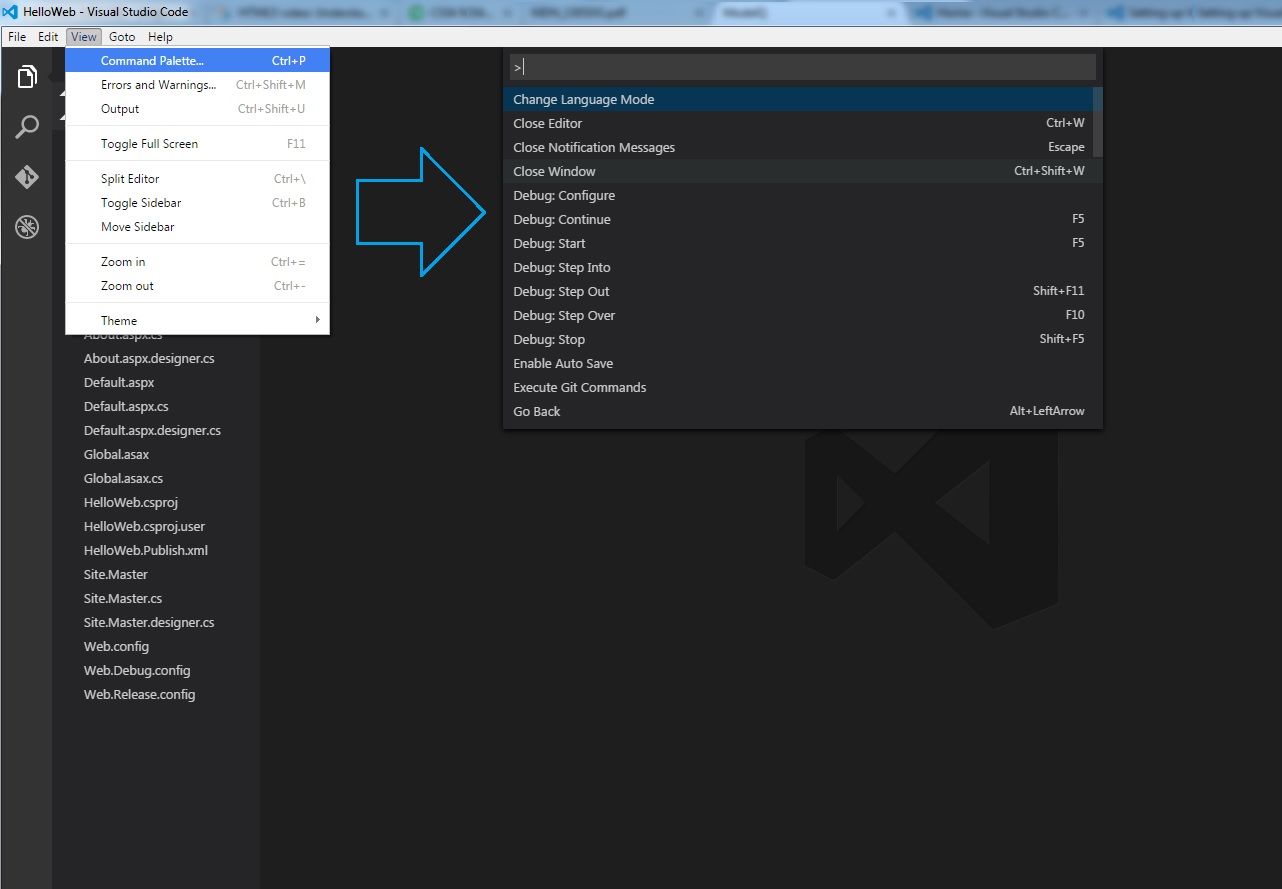 HelloWeb - Visual Studio Code
File Edit View Goto Help
Command Palette... Ctrl+P
Errors and Warnings... Ctrl+Shift+M
Output Ctrl+Shift+U
Toggle Full Screen F11
Split Editor Ctrl+\
Toggle Sidebar Ctrl+B
Move Sidebar
Zoom in Ctrl+=
Zoom out Ctrl+-
Theme
About.aspx.cs
About.aspx.designer.cs
Default.aspx
Default.aspx.cs
Default.aspx.designer.cs
Global.asax
Global.asax.cs
HelloWeb.csproj
HelloWeb.csproj.user
HelloWeb.Publish.xml
Site.Master
Site.Master.cs
Site.Master.designer.cs
Web.config
Web.Debug.config
Web.Release.config
>
Change Language Mode
Close Editor Ctrl+W
Close Notification Messages Escape
Close Window Ctrl+Shift+W
Debug: Configure
Debug: Continue F5
Debug: Start F5
Debug: Step Into
Debug: Step Out Shift+F11
Debug: Step Over F10
Debug: Stop Shift+F5
Enable Auto Save
Execute Git Commands
Go Back Alt+LeftArrow